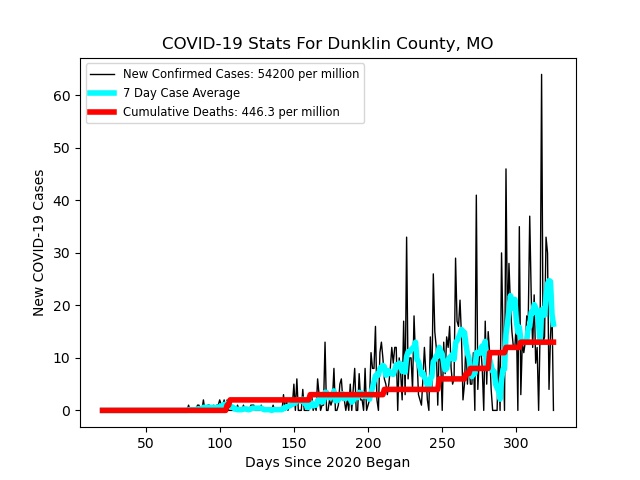 COVID-19 Stats For Dunklin County, MO
New Confirmed Cases: 54200 per million
7 Day Case Average
Cumulative Deaths: 446.3 per million
New COVID-19 Cases
60
50
40
30
20
10
0
50 100 150 200 250 300
Days Since 2020 Began